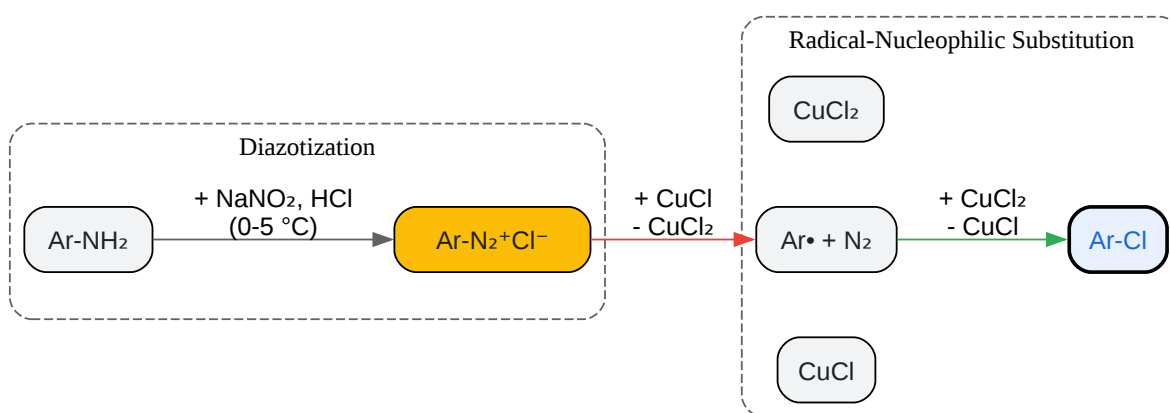 Radical-Nucleophilic Substitution
CuCl₂
Diazotization
+ NaNO₂, HCl
(0-5 °C)
+ CuCl
- CuCl₂
+ CuCl₂
- CuCl
Ar-NH₂
Ar-N₂⁺Cl⁻
Ar• + N₂
Ar-Cl
CuCl